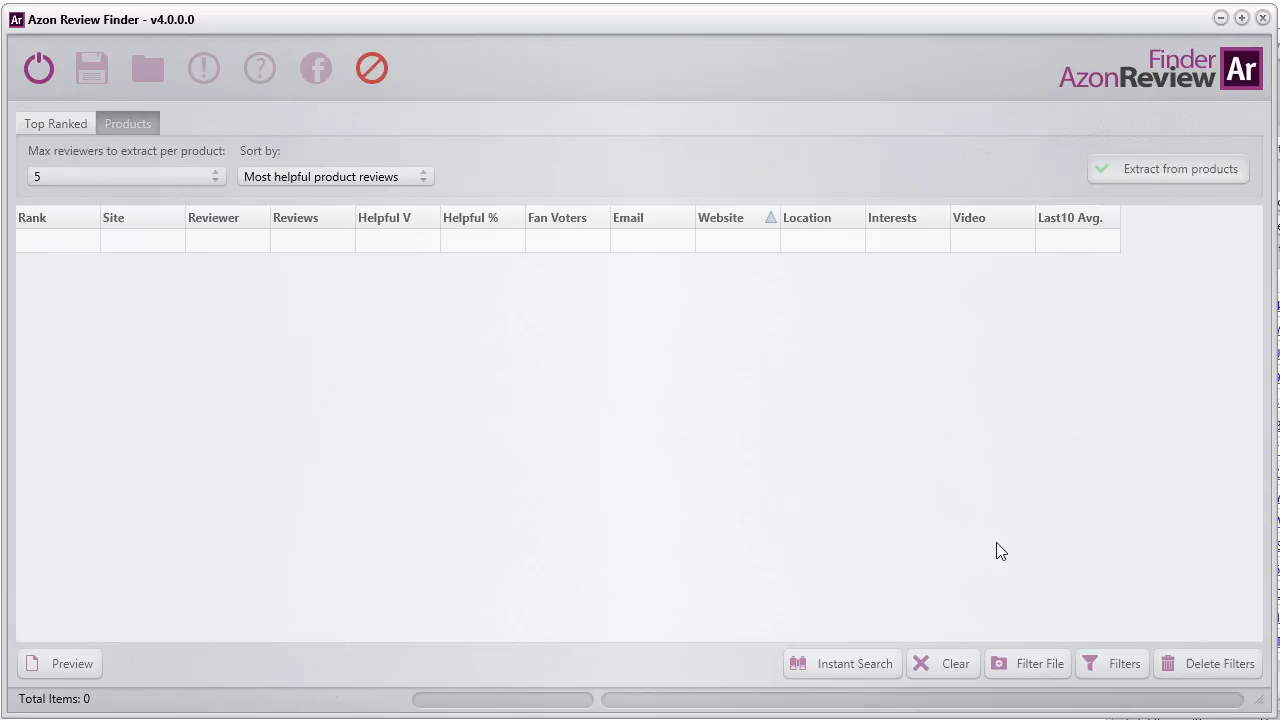 Ar Azon Review Finder - v4.0.0.0
Finder
AzonReview Ar
Top Ranked Products
Max reviewers to extract per product: Sort by:
5 Most helpful product reviews Extract from products
Rank Site Reviewer Reviews Helpful V Helpful % Fan Voters Email Website Location Interests Video Last10 Avg.
Preview Instant Search Clear Filter File Filters Delete Filters
Total Items: 0